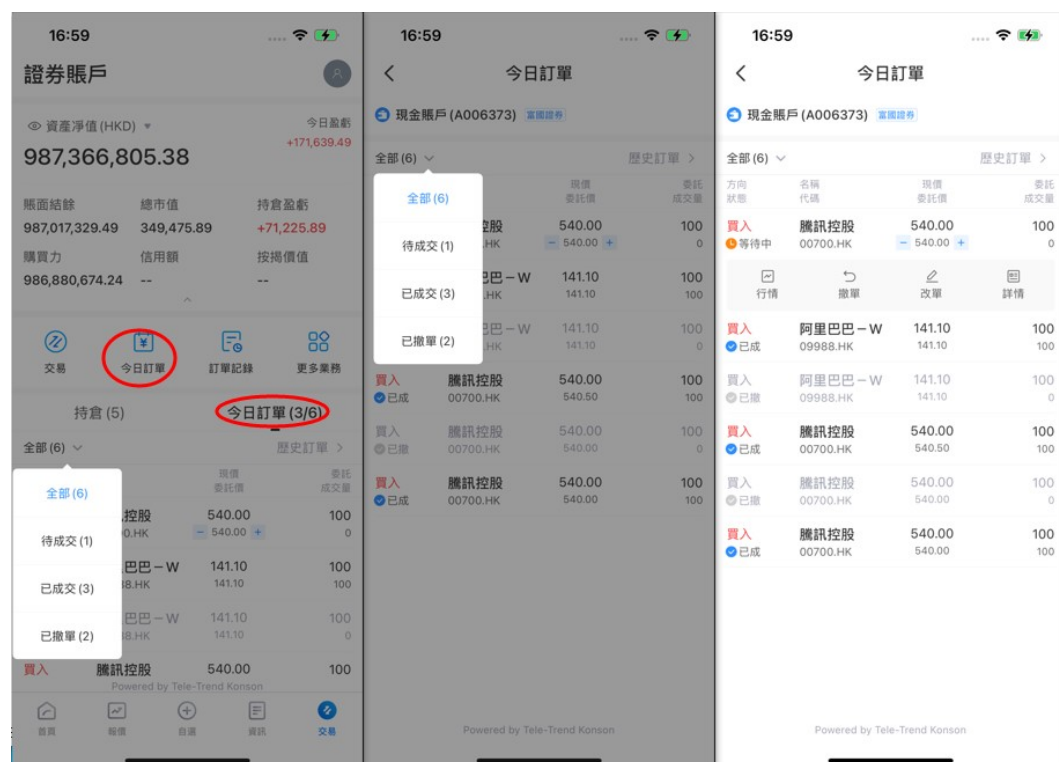 16:59
證券賬戶
資產淨值 (HKD)
今日盈虧
987,366,805.38
+171,639.49
賬面結餘 總市值 持倉盈虧
987,017,329.49 349,475.89 +71,225.89
購買力 信用額 按揭價值
986,880,674.24 -- --
交易 今日訂單 訂單記錄 更多業務
持倉 (5) 今日訂單 (3/6)
全部 (6) 歷史訂單 >
現價 委託
委託價 成交量
全部 (6)
待成交 (1)
已成交 (3)
已撤單 (2)
控股 540.00 100
0.HK − 540.00 + 0
巴巴－W 141.10 100
8.HK 141.10 100
巴巴－W 141.10 100
8.HK 141.10 0
買入 騰訊控股 540.00 100
Powered by Tele-Trend Konson
首頁 報價 自選 資訊 交易
16:59
今日訂單
現金賬戶 (A006373) 富國證券
全部 (6) 歷史訂單 >
現價 委託
委託價 成交量
全部 (6)
待成交 (1)
已成交 (3)
已撤單 (2)
控股 540.00 100
.HK − 540.00 + 0
巴巴－W 141.10 100
.HK 141.10 100
巴巴－W 141.10 100
.HK 141.10 0
買入 騰訊控股 540.00 100
已成 00700.HK 540.50 100
買入 騰訊控股 540.00 100
已撤 00700.HK 540.00 0
買入 騰訊控股 540.00 100
已成 00700.HK 540.00 100
Powered by Tele-Trend Konson
16:59
今日訂單
現金賬戶 (A006373) 富國證券
全部 (6) 歷史訂單 >
方向 名稱 現價 委託
狀態 代碼 委託價 成交量
買入 騰訊控股 540.00 100
等待中 00700.HK − 540.00 + 0
行情 撤單 改單 詳情
買入 阿里巴巴－W 141.10 100
已成 09988.HK 141.10 100
買入 阿里巴巴－W 141.10 100
已撤 09988.HK 141.10 0
買入 騰訊控股 540.00 100
已成 00700.HK 540.50 100
買入 騰訊控股 540.00 100
已撤 00700.HK 540.00 0
買入 騰訊控股 540.00 100
已成 00700.HK 540.00 100
Powered by Tele-Trend Konson